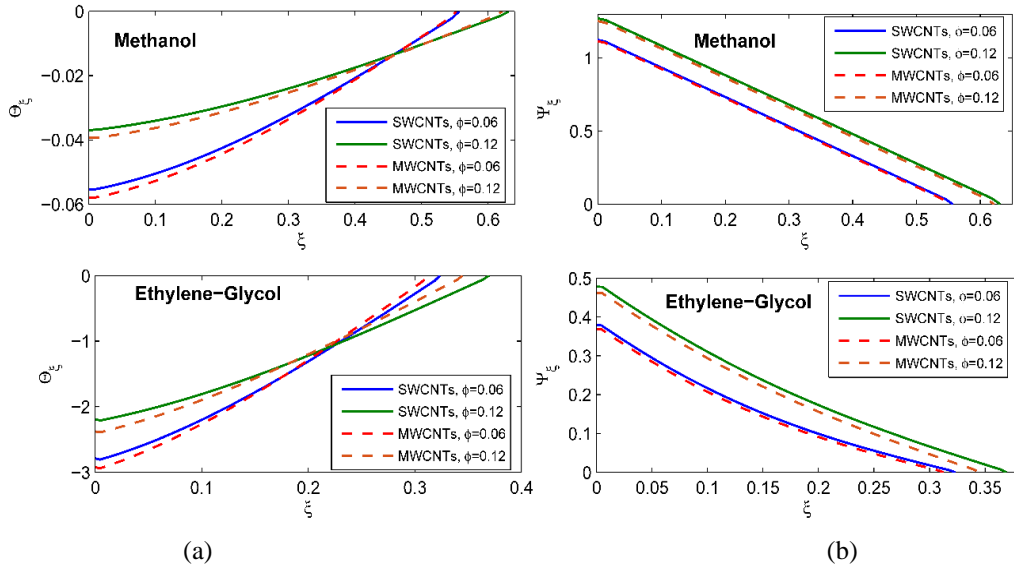 0
−0.02
−0.04
−0.06
Θξ
Methanol
SWCNTs, ϕ=0.06
SWCNTs, ϕ=0.12
MWCNTs, ϕ=0.06
MWCNTs, ϕ=0.12
0 0.1 0.2 0.3 0.4 0.5 0.6
ξ
1
0.5
0
Ψξ
Methanol
SWCNTs, ο=0.06
SWCNTs, ο=0.12
MWCNTs, ϕ=0.06
MWCNTs, ϕ=0.12
0 0.1 0.2 0.3 0.4 0.5 0.6
ξ
0
−1
−2
−3
Θξ
Ethylene−Glycol
SWCNTs, ϕ=0.06
SWCNTs, ϕ=0.12
MWCNTs, ϕ=0.06
MWCNTs, ϕ=0.12
0 0.1 0.2 0.3 0.4
ξ
0.5
0.4
0.3
0.2
0.1
0
Ψξ
Ethylene−Glycol
SWCNTs, ο=0.06
SWCNTs, ο=0.12
MWCNTs, ϕ=0.06
MWCNTs, ϕ=0.12
0 0.05 0.1 0.15 0.2 0.25 0.3 0.35
ξ
(a)
(b)